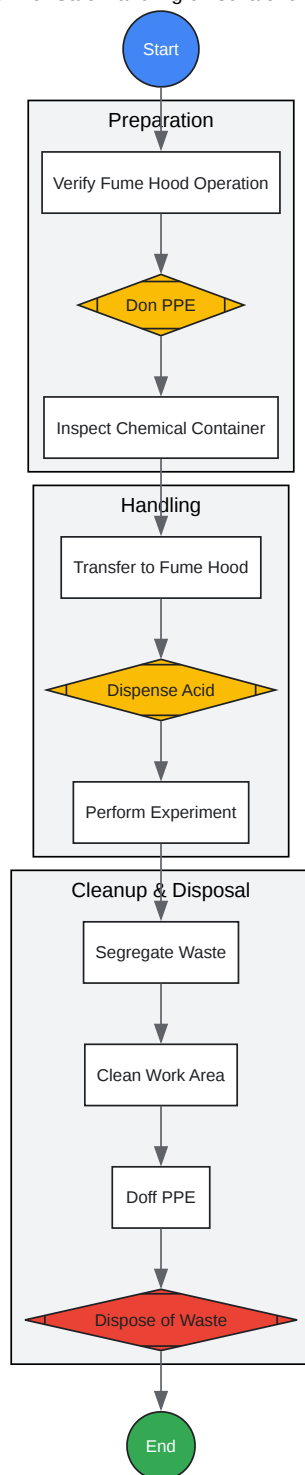 Handling
Start
Preparation
Verify Fume Hood Operation
Don PPE
Inspect Chemical Container
Handling
Transfer to Fume Hood
Dispense Acid
Perform Experiment
Cleanup & Disposal
Segregate Waste
Clean Work Area
Doff PPE
Dispose of Waste
End